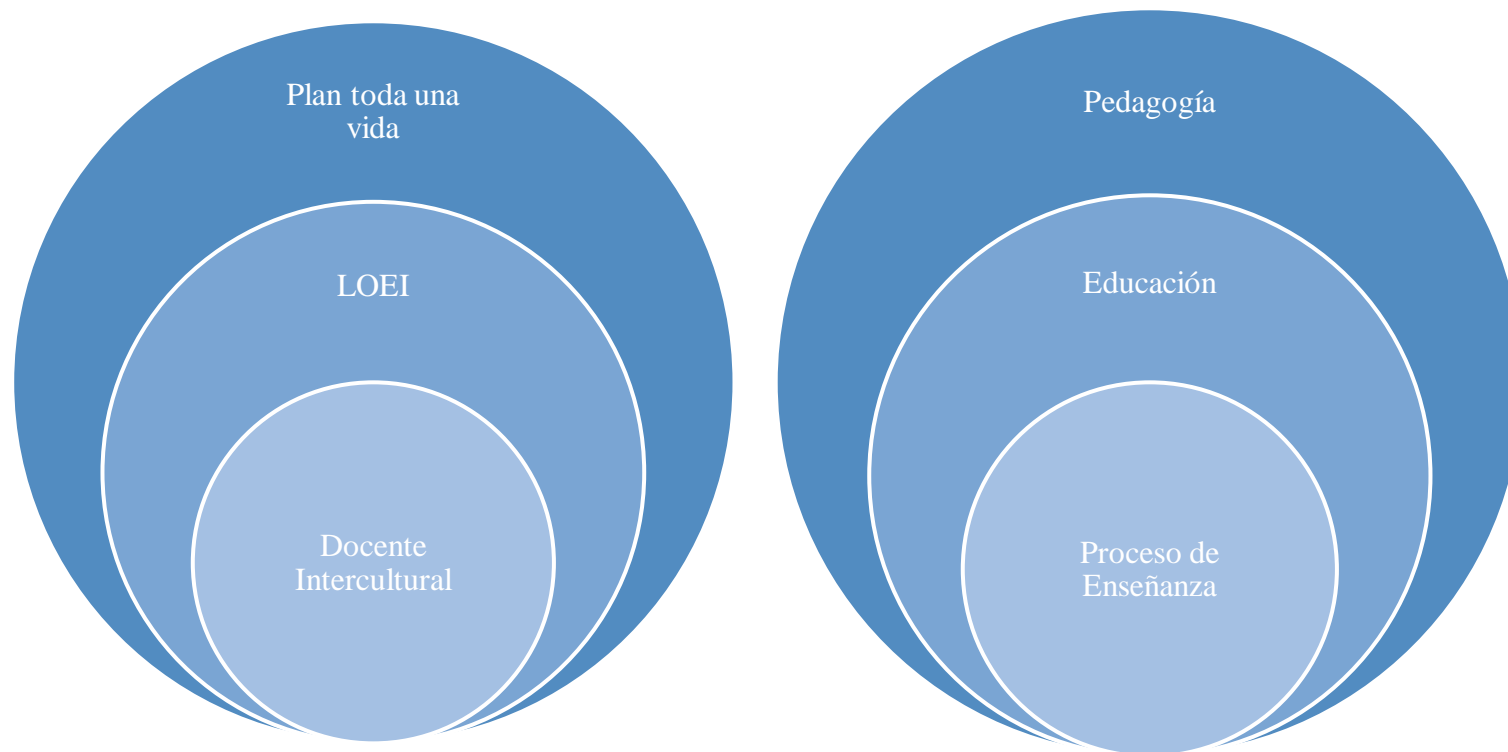 Plan toda una
vida
LOEI
Docente
Intercultural
Pedagogía
Educación
Proceso de
Enseñanza